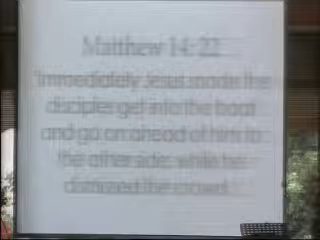 Matthew 14:22
"Immediately Jesus made the
disciples get into the boat
and go on ahead of him to
the other side, while he
dismissed the crowd.